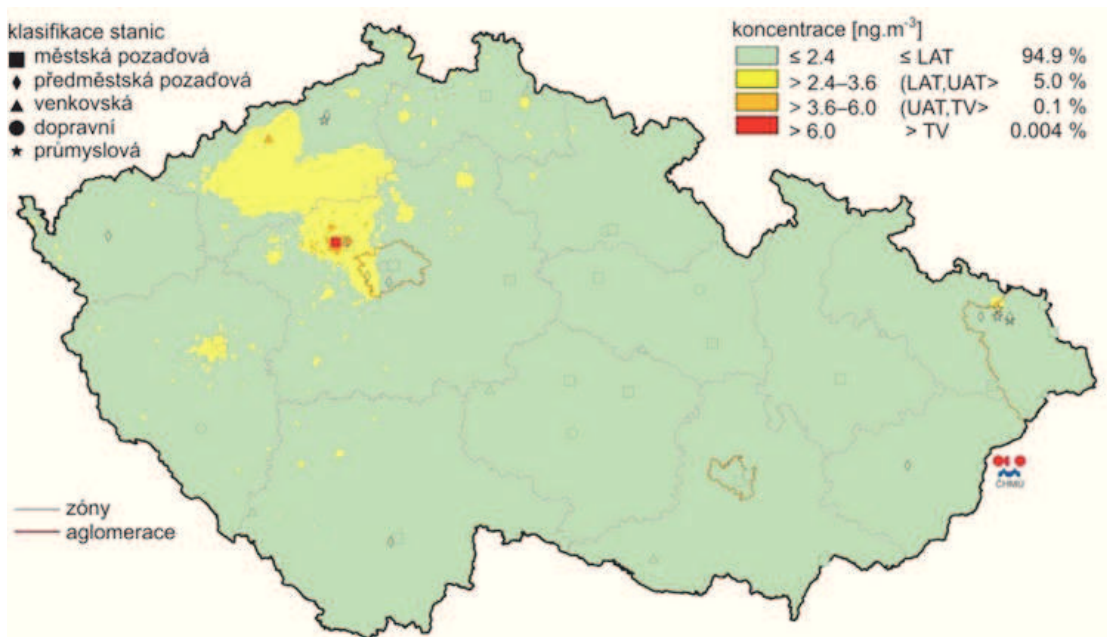 klasifikace stanic
městská pozaďová
předměstská pozaďová
venkovská
dopravní
průmyslová
koncentrace [ng.m⁻³]
≤ 2.4 ≤ LAT 94.9 %
> 2.4–3.6 (LAT,UAT> 5.0 %
> 3.6–6.0 (UAT,TV> 0.1 %
> 6.0 > TV 0.004 %
ČHMÚ
zóny
aglomerace